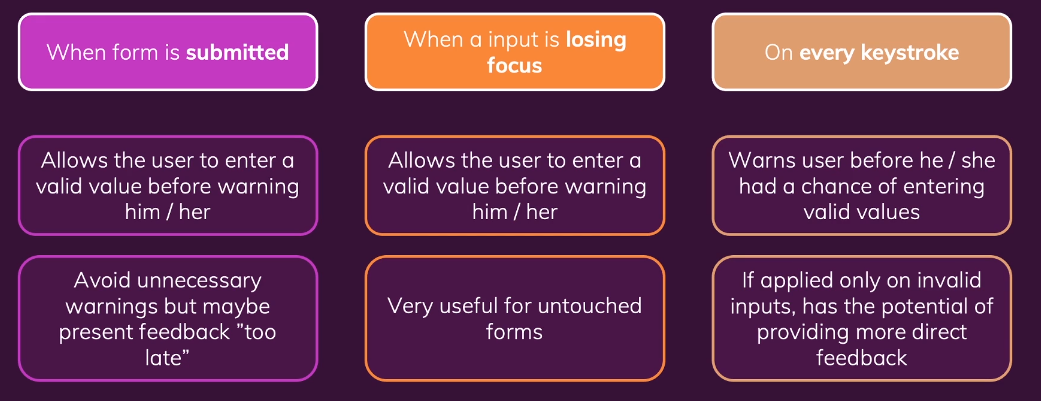 When form is submitted
When a input is losing
focus
On every keystroke
Allows the user to enter a
valid value before warning
him / her
Allows the user to enter a
valid value before warning
him / her
Warns user before he / she
had a chance of entering
valid values
Avoid unnecessary
warnings but maybe
present feedback ”too
late”
Very useful for untouched
forms
If applied only on invalid
inputs, has the potential of
providing more direct
feedback